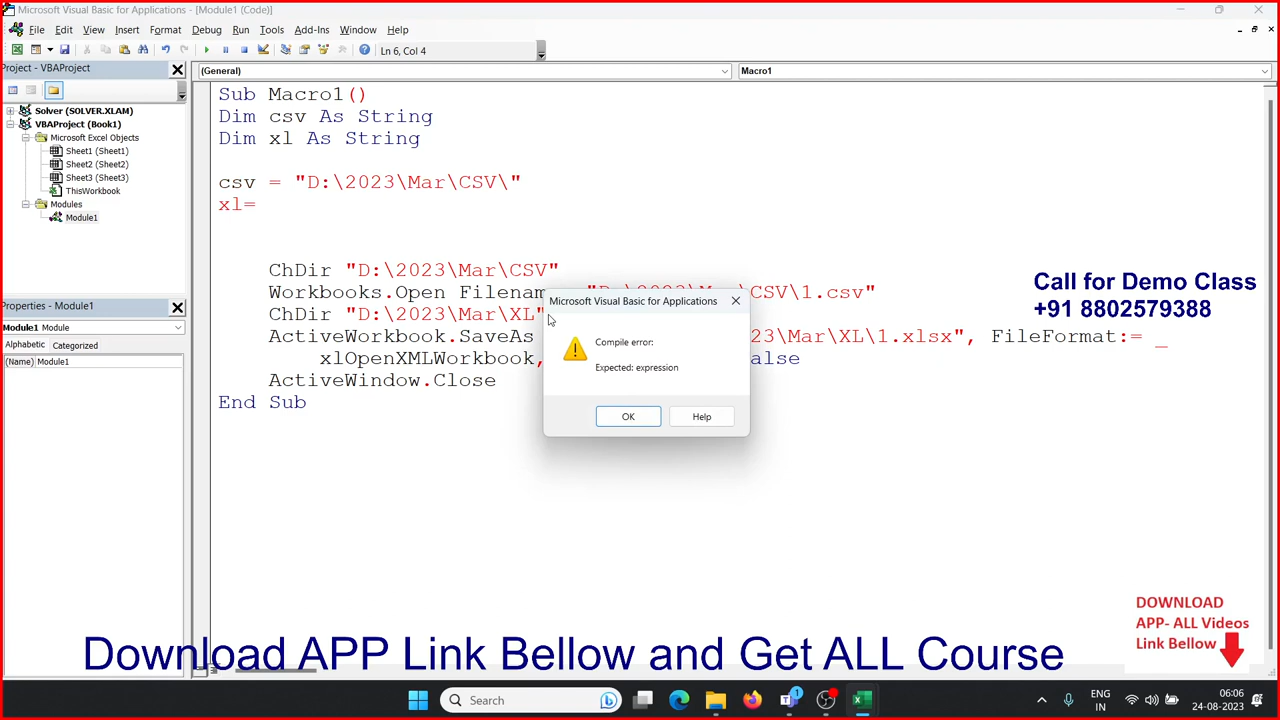 Microsoft Visual Basic for Applications - [Module1 (Code)]
File Edit View Insert Format Debug Run Tools Add-Ins Window Help
Ln 6, Col 4
Project - VBAProject
(General)
Macro1
Solver (SOLVER.XLAM)
VBAProject (Book1)
Microsoft Excel Objects
Sheet1 (Sheet1)
Sheet2 (Sheet2)
Sheet3 (Sheet3)
ThisWorkbook
Modules
Module1
Properties - Module1
Module1 Module
Alphabetic Categorized
(Name) Module1
Sub Macro1()
Dim csv As String
Dim xl As String
csv = "D:\2023\Mar\CSV\"
xl=
ChDir "D:\2023\Mar\CSV"
Workbooks.Open CSV\1.csv"
ChDir "D:\2023\Mar\XL"
ActiveWorkbook.SaveAs \XL\1.xlsx", FileFormat:= _
xlOpenXMLWorkbook,
ActiveWindow.Close
End Sub
Microsoft Visual Basic for Applications
Compile error:
Expected: expression
OK Help
Call for Demo Class
+91 8802579388
DOWNLOAD
APP- ALL Videos
Link Bellow
Download APP Link Bellow and Get ALL Course
Search
1
ENG
IN
06:06
24-08-2023